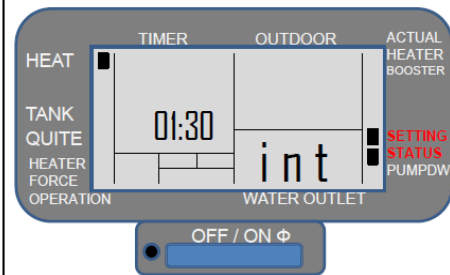 TIMER
OUTDOOR
ACTUAL
HEATER
BOOSTER
HEAT
TANK
QUITE
HEATER
FORCE
OPERATION
01:30
int
SETTING
STATUS
PUMPDW
WATER OUTLET
OFF / ON Φ